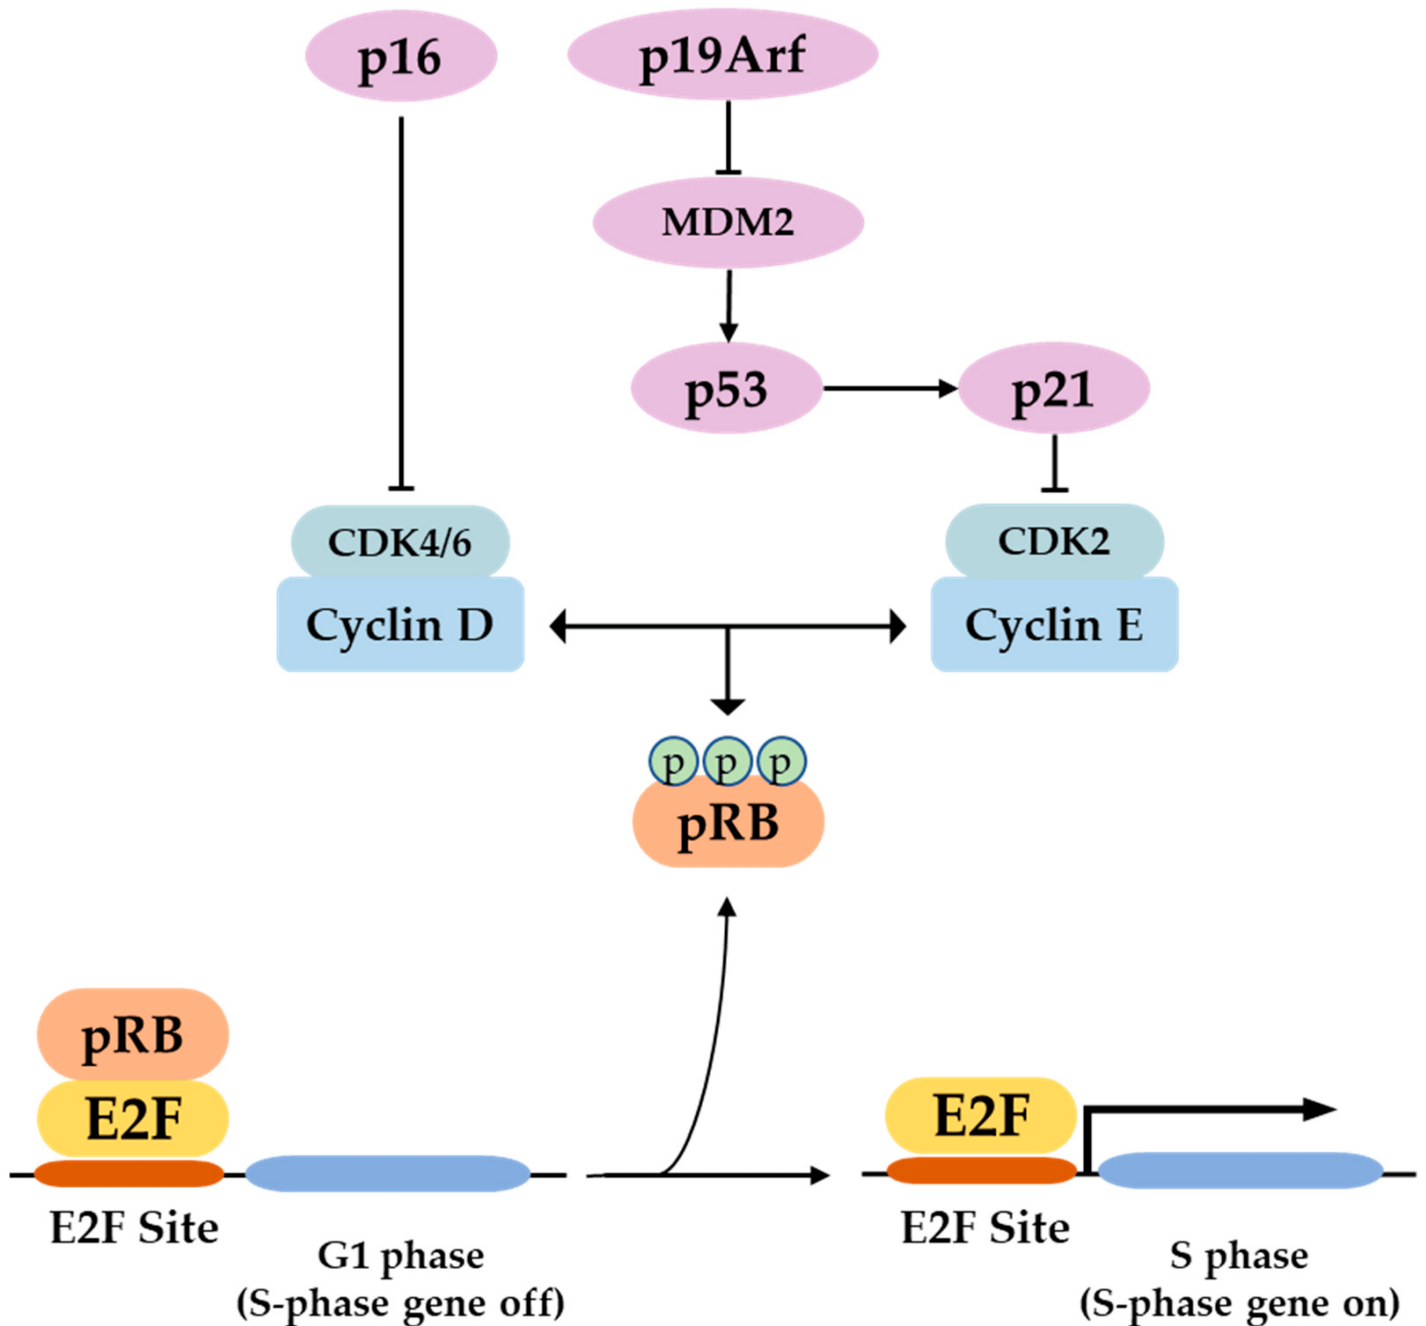 p16
p19Arf
MDM2
p53
p21
CDK4/6
CDK2
Cyclin D
Cyclin E
p p p
pRB
pRB
E2F
E2F
E2F Site
E2F Site
G1 phase
(S-phase gene off)
S phase
(S-phase gene on)